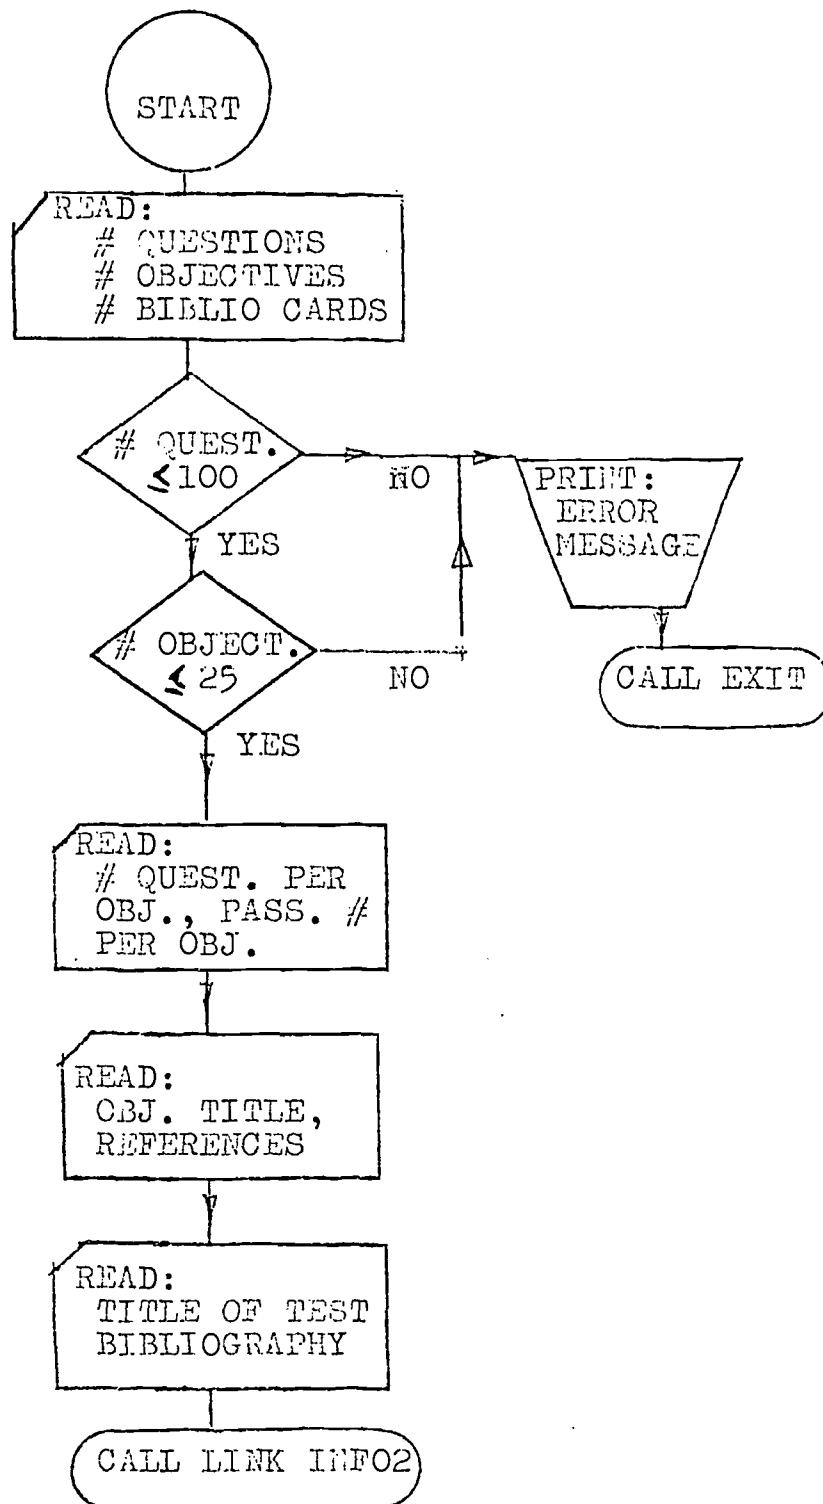 START
READ:
# QUESTIONS
# OBJECTIVES
# BIBLIO CARDS
# QUEST.
≤100
NO
YES
PRINT:
ERROR
MESSAGE
CALL EXIT
# OBJECT.
≤25
NO
YES
READ:
# QUEST. PER
OBJ., PASS. #
PER OBJ.
READ:
OBJ. TITLE,
REFERENCES
READ:
TITLE OF TEST
BIBLIOGRAPHY
CALL LINK INFO2